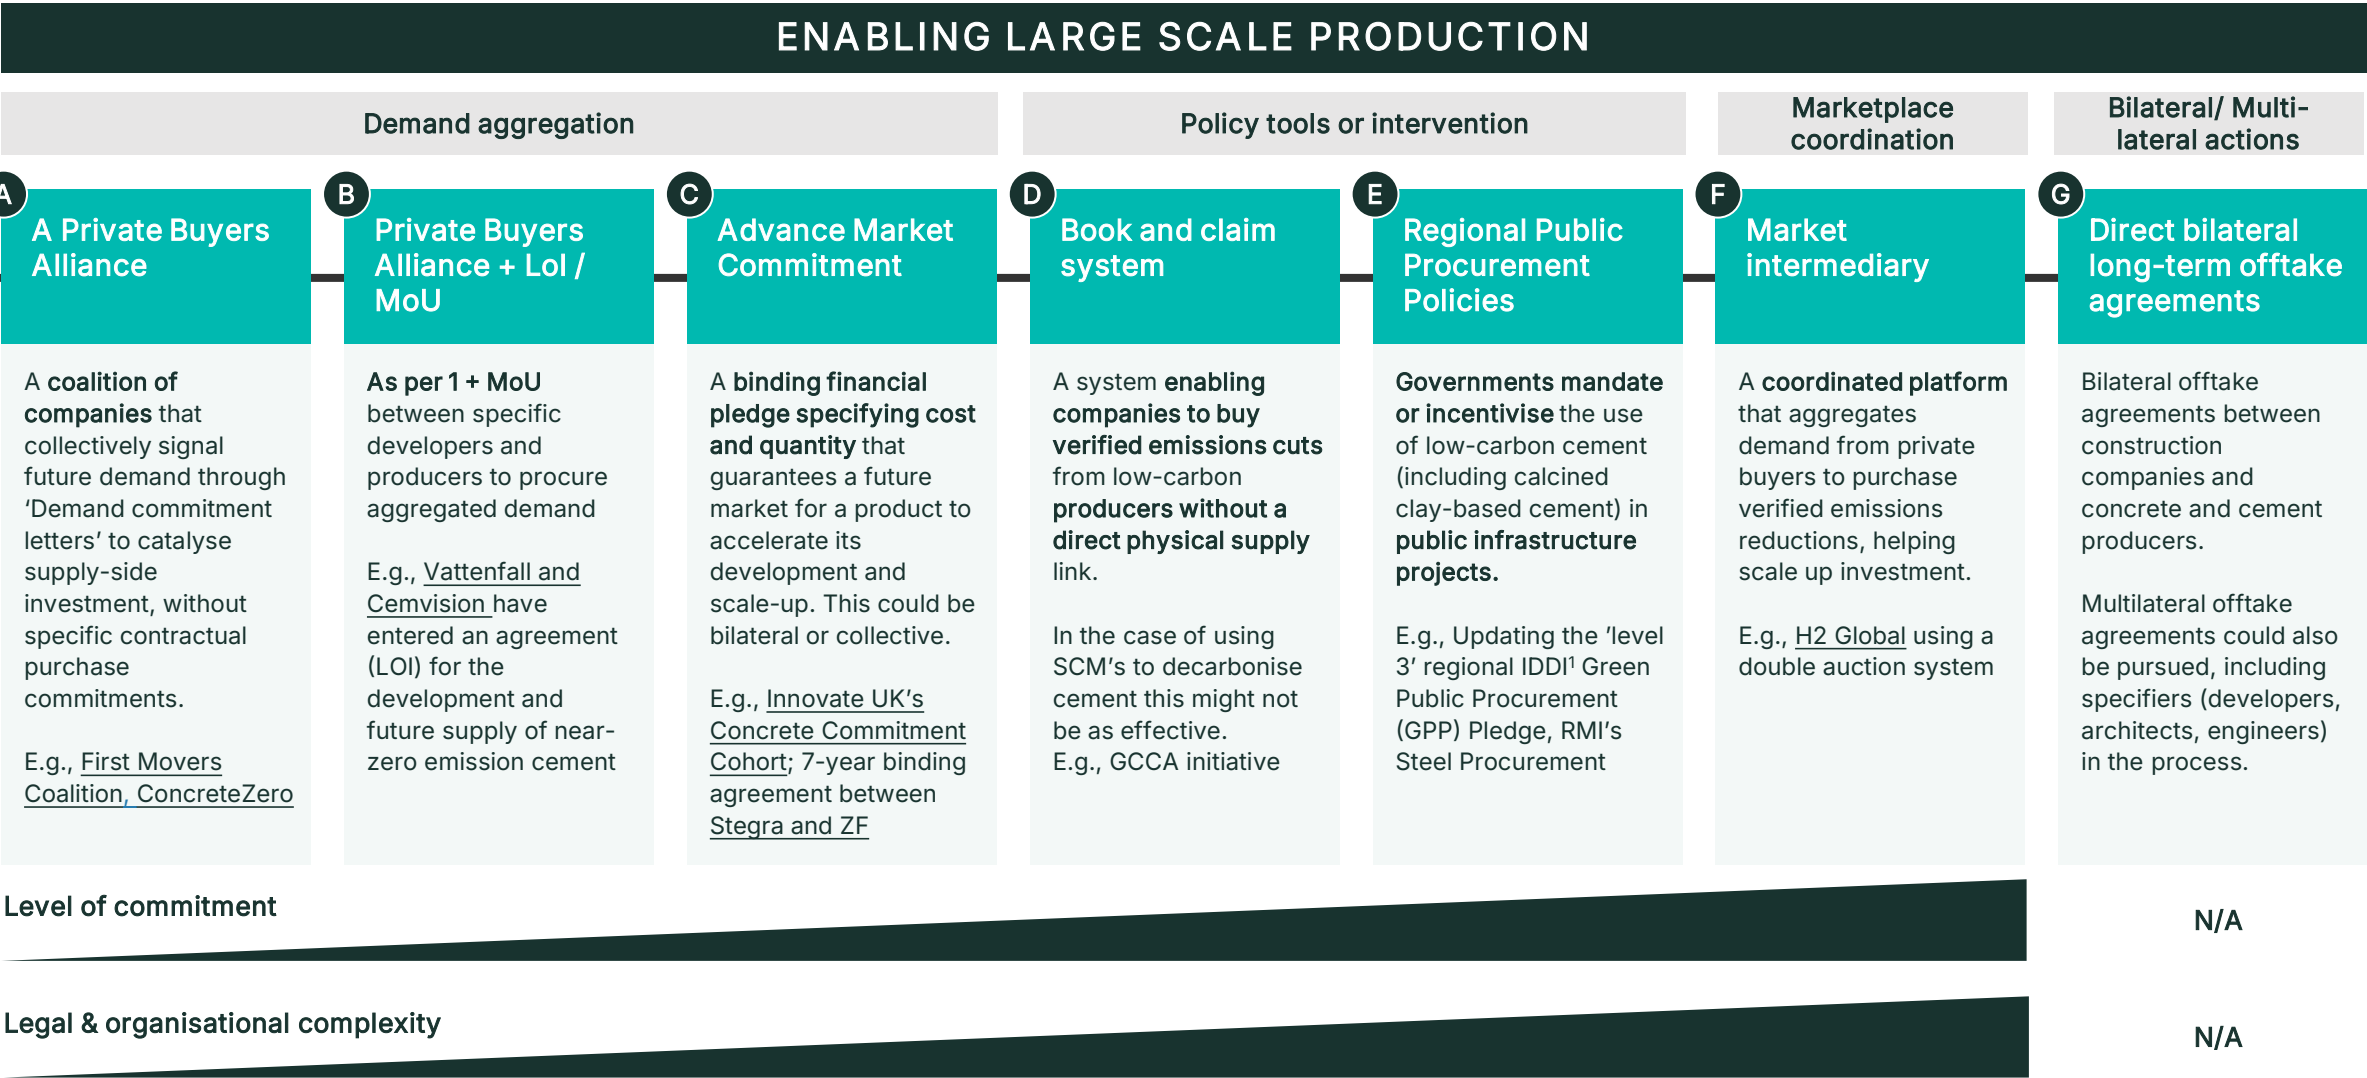 ENABLING LARGE SCALE PRODUCTION
Demand aggregation
Policy tools or intervention
Marketplace
coordination
Bilateral/ Multi-
lateral actions
A
A Private Buyers
Alliance
A coalition of
companies that
collectively signal
future demand through
‘Demand commitment
letters’ to catalyse
supply-side
investment, without
specific contractual
purchase
commitments.
E.g., First Movers
Coalition, ConcreteZero
B
Private Buyers
Alliance + LoI /
MoU
As per 1 + MoU
between specific
developers and
producers to procure
aggregated demand
E.g., Vattenfall and
Cemvision have
entered an agreement
(LOI) for the
development and
future supply of near-
zero emission cement
C
Advance Market
Commitment
A binding financial
pledge specifying cost
and quantity that
guarantees a future
market for a product to
accelerate its
development and
scale-up. This could be
bilateral or collective.
E.g., Innovate UK’s
Concrete Commitment
Cohort; 7-year binding
agreement between
Stegra and ZF
D
Book and claim
system
A system enabling
companies to buy
verified emissions cuts
from low-carbon
producers without a
direct physical supply
link.
In the case of using
SCM’s to decarbonise
cement this might not
be as effective.
E.g., GCCA initiative
E
Regional Public
Procurement
Policies
Governments mandate
or incentivise the use
of low-carbon cement
(including calcined
clay-based cement) in
public infrastructure
projects.
E.g., Updating the ’level
3’ regional IDDI¹ Green
Public Procurement
(GPP) Pledge, RMI’s
Steel Procurement
F
Market
intermediary
A coordinated platform
that aggregates
demand from private
buyers to purchase
verified emissions
reductions, helping
scale up investment.
E.g., H2 Global using a
double auction system
G
Direct bilateral
long-term offtake
agreements
Bilateral offtake
agreements between
construction
companies and
concrete and cement
producers.
Multilateral offtake
agreements could also
be pursued, including
specifiers (developers,
architects, engineers)
in the process.
Level of commitment
N/A
Legal & organisational complexity
N/A